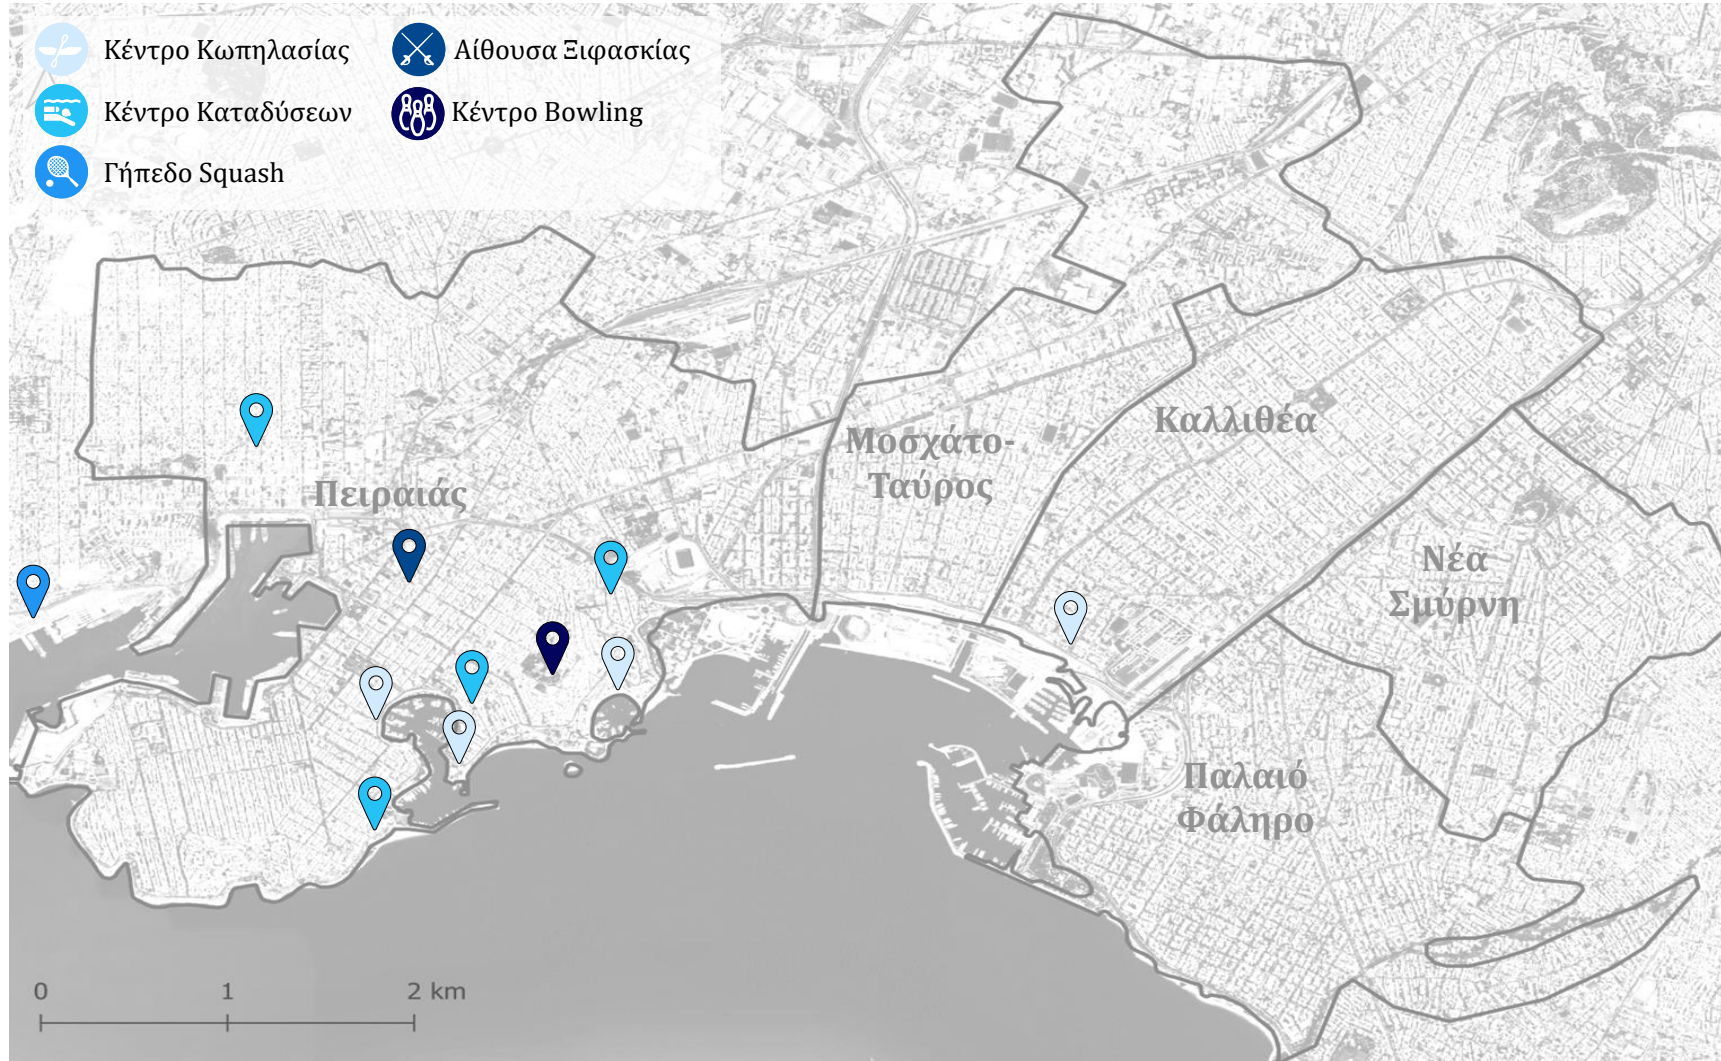 Κέντρο Κωπηλασίας
Αίθουσα Ξιφασκίας
Κέντρο Καταδύσεων
Κέντρο Bowling
Γήπεδο Squash
Καλλιθέα
Μοσχάτο-
Ταύρος
Πειραιάς
Νέα
Σμύρνη
Παλαιό
Φάληρο
0 1 2 km